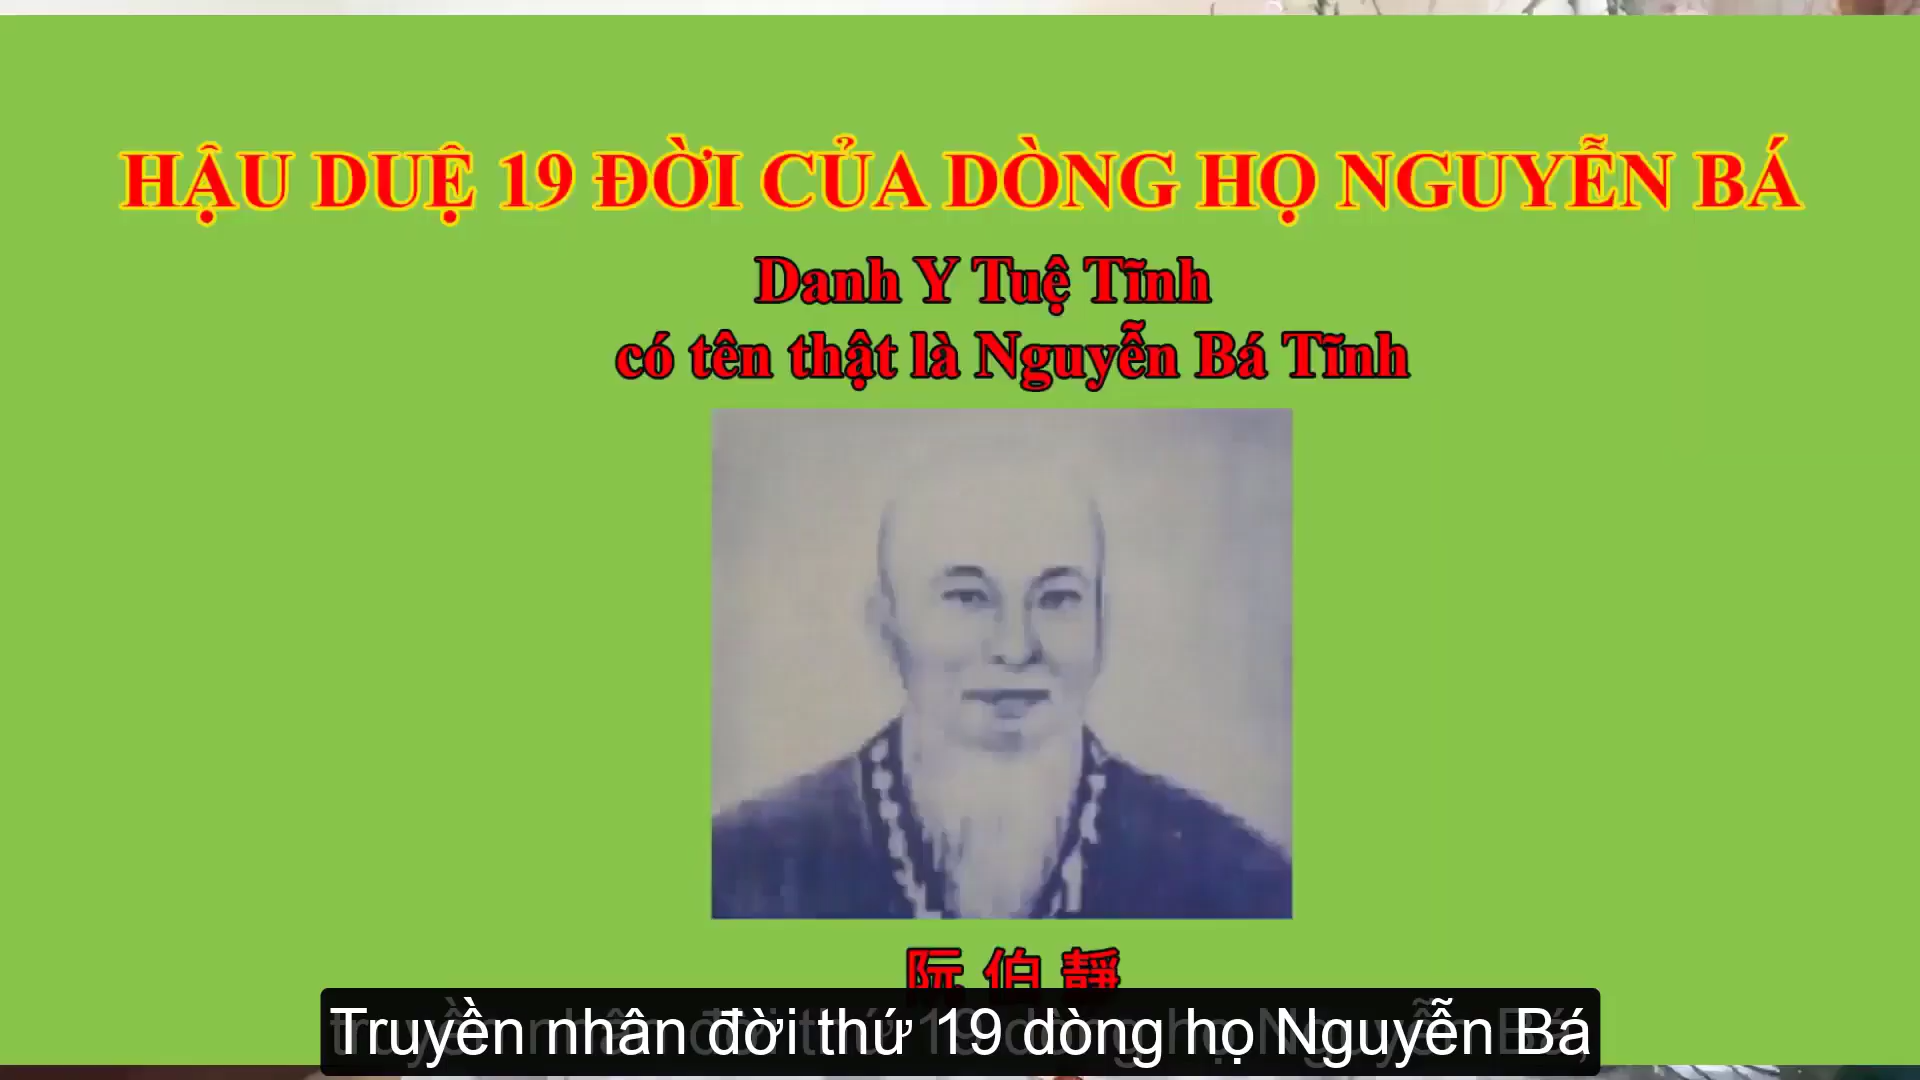 HẬU DUỆ 19 ĐỜI CỦA DÒNG HỌ NGUYỄN BÁ
Danh Y Tuệ Tĩnh
có tên thật là Nguyễn Bá Tĩnh
阮伯靜
Truyền nhân đời thứ 19 dòng họ Nguyễn Bá